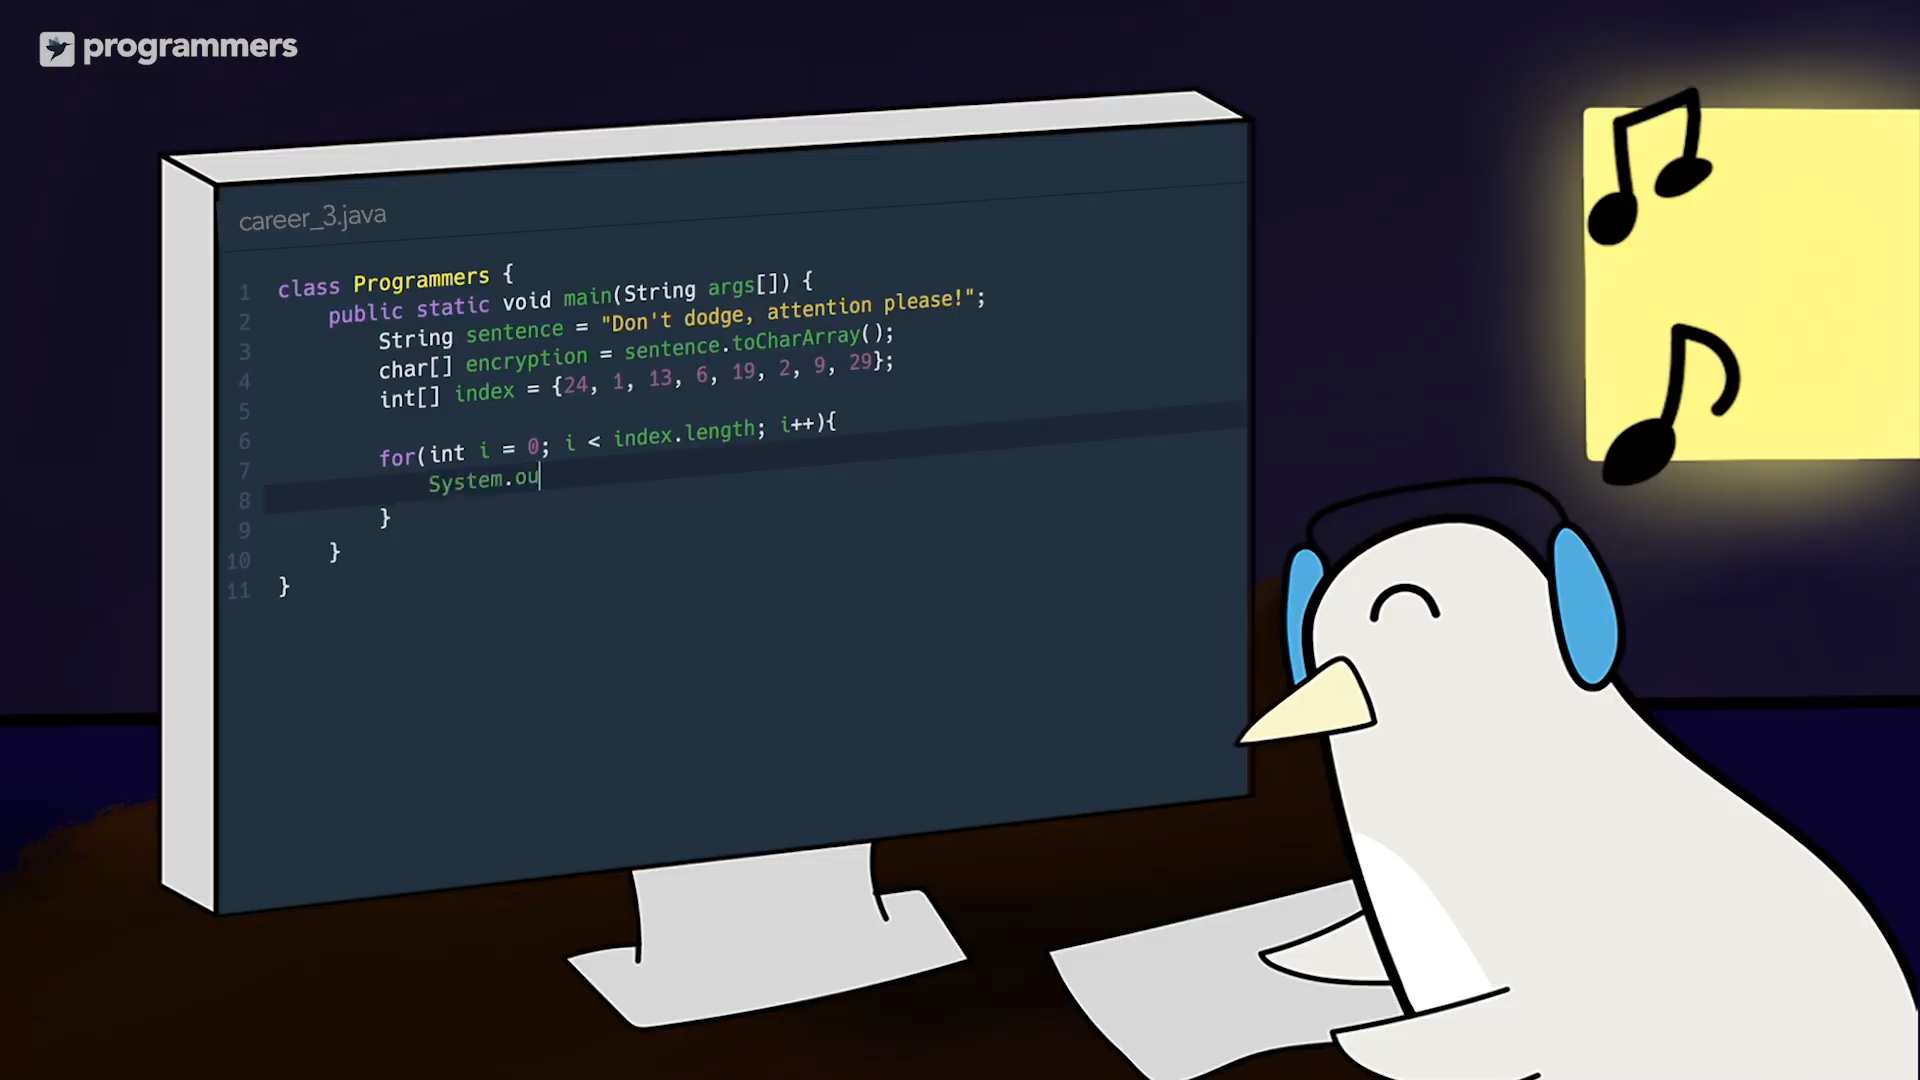 programmers
career_3.java
1 class Programmers {
2 public static void main(String args[]) {
3 String sentence = "Don't dodge, attention please!";
4 char[] encryption = sentence.toCharArray();
5 int[] index = {24, 1, 13, 6, 19, 2, 9, 29};
6
7 for(int i = 0; i < index.length; i++){
8 System.ou
9 }
10 }
11 }